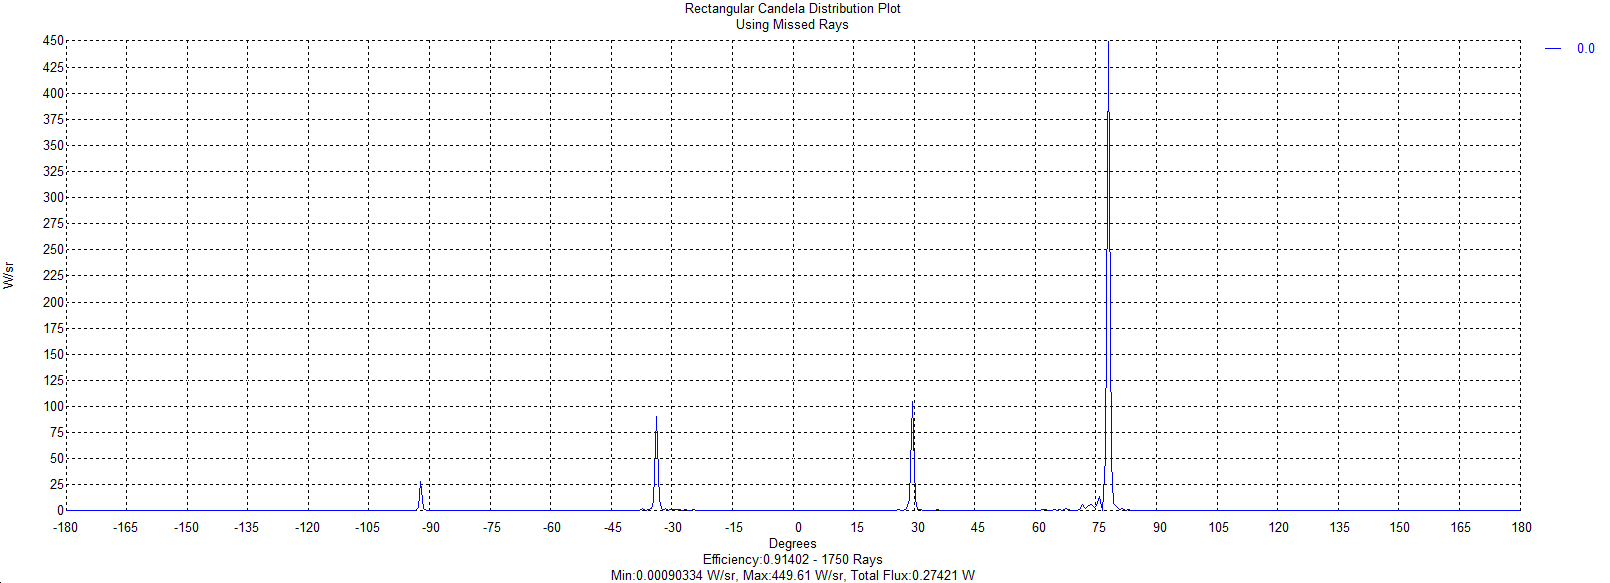 Rectangular Candela Distribution Plot
Using Missed Rays
450
425
400
375
350
325
300
275
250
225
200
175
150
125
100
75
50
25
0
W/sr
0.0
-180 -165 -150 -135 -120 -105 -90 -75 -60 -45 -30 -15 0 15 30 45 60 75 90 105 120 135 150 165 180
Degrees
Efficiency:0.91402 - 1750 Rays
Min:0.00090334 W/sr, Max:449.61 W/sr, Total Flux:0.27421 W